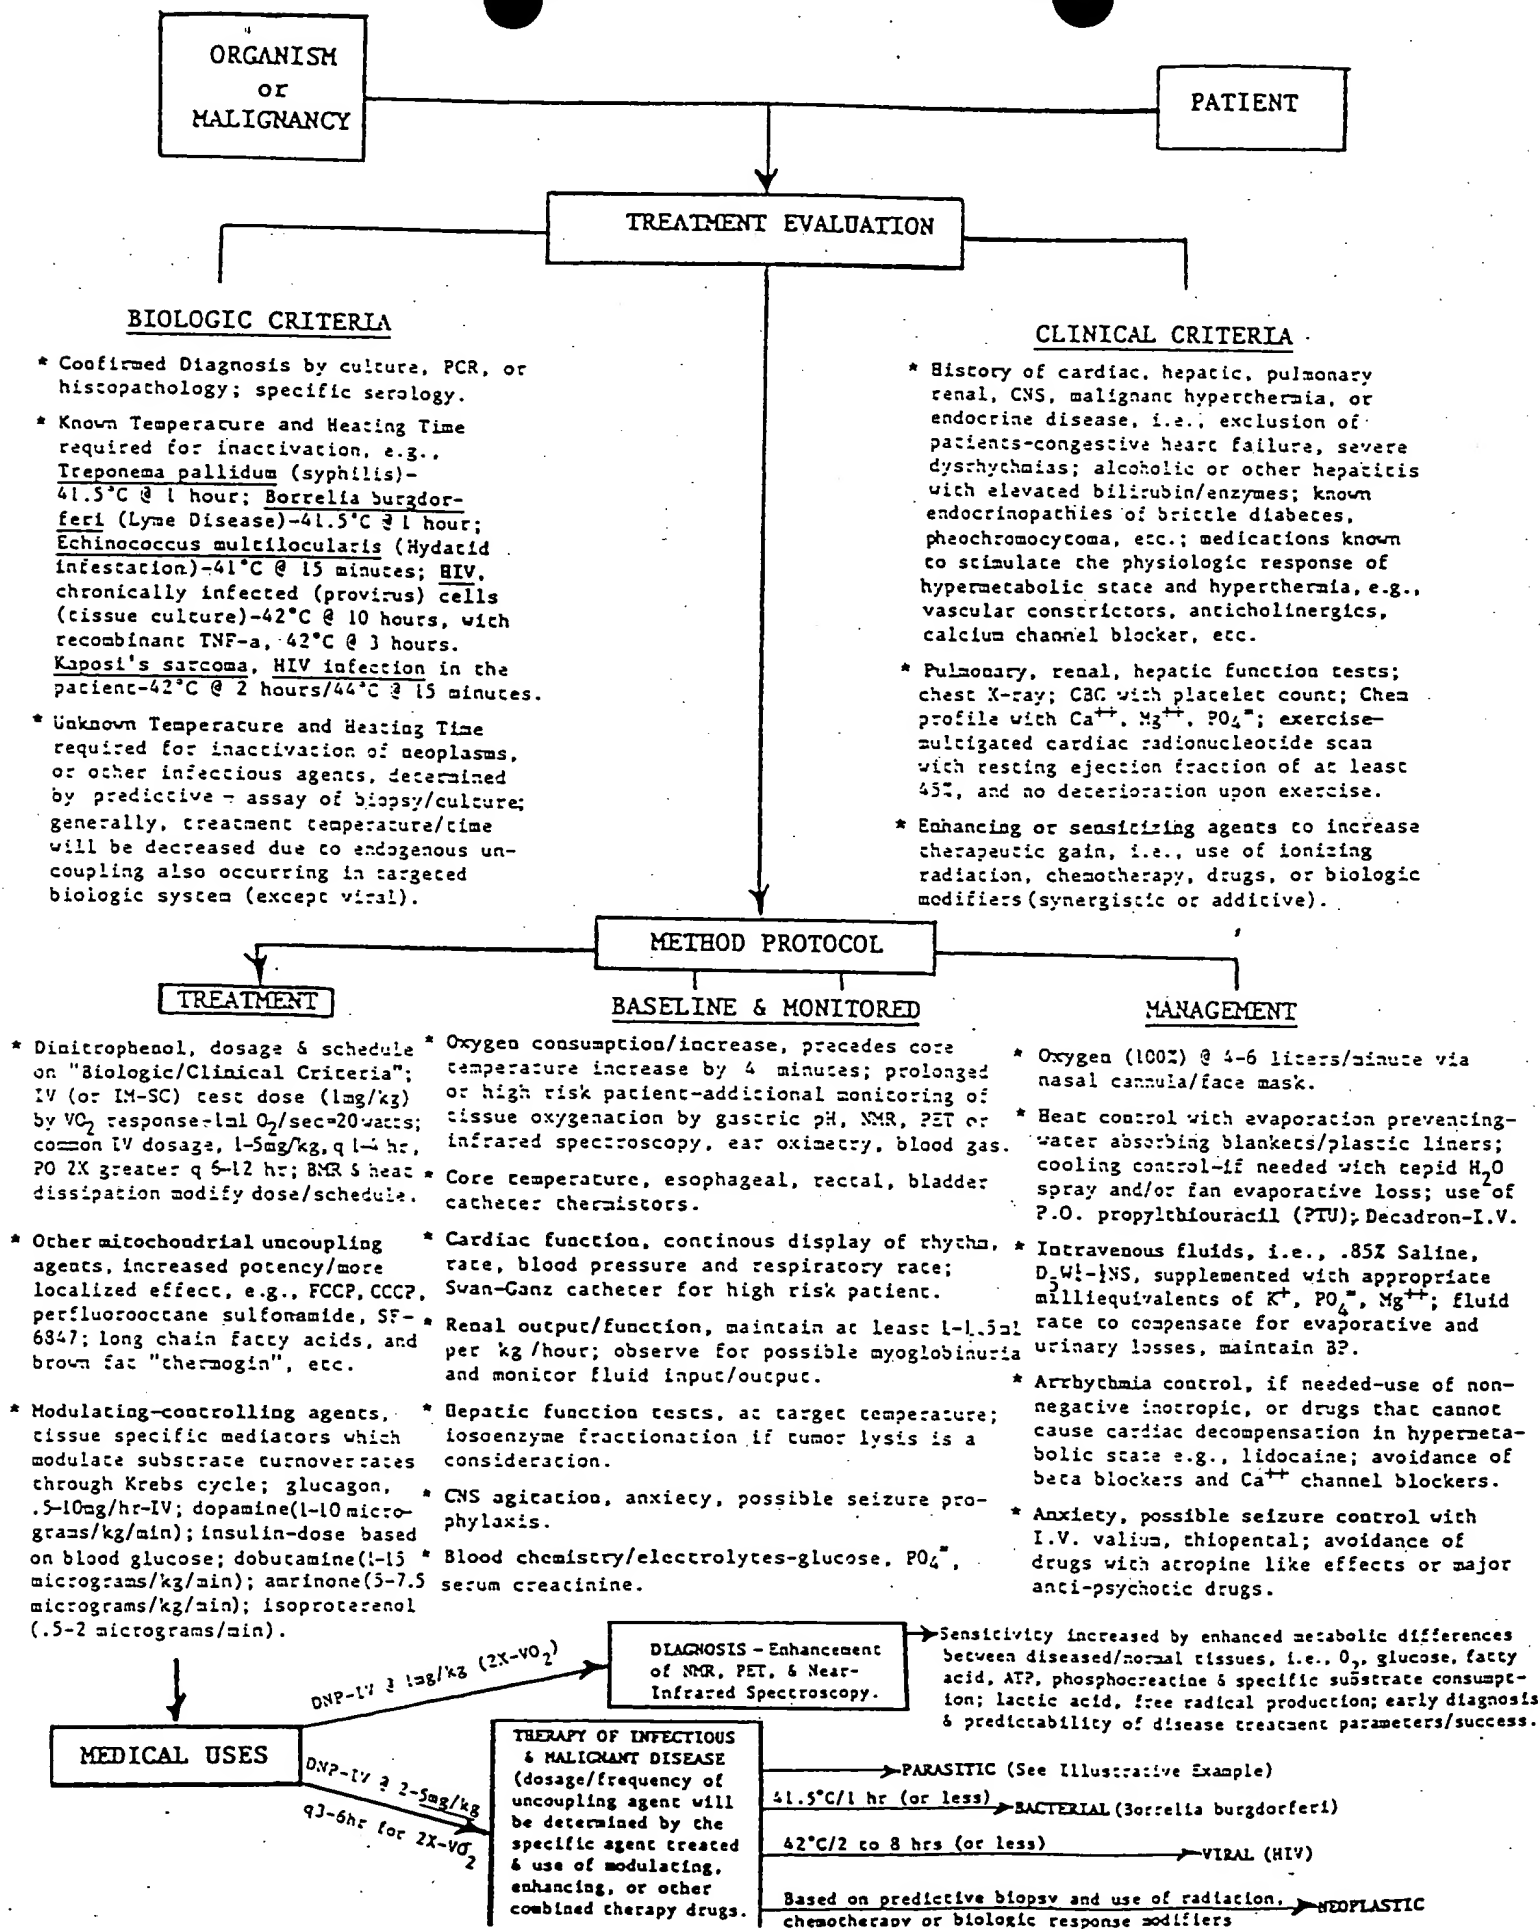 ORGANISM
or
MALIGNANCY
PATIENT
TREATMENT EVALUATION
BIOLOGIC CRITERIA
* Confirmed Diagnosis by culture, PCR, or
histopathology; specific serology.
* Known Temperature and Heating Time
required for inactivation, e.g.,
Treponema pallidum (syphilis)-
41.5°C @ 1 hour; Borrelia burgdor-
feri (Lyme Disease)-41.5°C @ 1 hour;
Echinococcus multilocularis (Hydatid
infestation)-41°C @ 15 minutes; HIV,
chronically infected (provirus) cells
(tissue culture)-42°C @ 10 hours, with
recombinant TNF-a, 42°C @ 3 hours.
Kaposi's sarcoma, HIV infection in the
patient-42°C @ 2 hours/44°C @ 15 minutes.
* Unknown Temperature and Heating Time
required for inactivation of neoplasms,
or other infectious agents, determined
by predictive - assay of biopsy/culture;
generally, treatment temperature/time
will be decreased due to endogenous un-
coupling also occurring in targeted
biologic system (except viral).
CLINICAL CRITERIA
* History of cardiac, hepatic, pulmonary
renal, CNS, malignant hyperthermia, or
endocrine disease, i.e., exclusion of
patients-congestive heart failure, severe
dysrhythmias; alcoholic or other hepatitis
with elevated bilirubin/enzymes; known
endocrinopathies of brittle diabetes,
pheochromocytoma, etc.; medications known
to stimulate the physiologic response of
hypermetabolic state and hyperthermia, e.g.,
vascular constrictors, anticholinergics,
calcium channel blocker, etc.
* Pulmonary, renal, hepatic function tests;
chest X-ray; CBC with platelet count; Chem
profile with Ca++, Mg++, PO4=; exercise-
multigated cardiac radionucleotide scan
with resting ejection fraction of at least
45%, and no deterioration upon exercise.
* Enhancing or sensitizing agents to increase
therapeutic gain, i.e., use of ionizing
radiation, chemotherapy, drugs, or biologic
modifiers (synergistic or additive).
METHOD PROTOCOL
TREATMENT
* Dinitrophenol, dosage & schedule
on "Biologic/Clinical Criteria";
IV (or IM-SC) test dose (1mg/kg)
by VO2 response-1ml O2/sec=20watts;
common IV dosage, 1-5mg/kg, q 1-4 hr,
PO 2X greater q 6-12 hr; BMR & heat
dissipation modify dose/schedule.
* Other mitochondrial uncoupling
agents, increased potency/more
localized effect, e.g., FCCP, CCCP,
perfluorooctane sulfonamide, SF-
6847; long chain fatty acids, and
brown fat "thermogin", etc.
* Modulating-controlling agents,
tissue specific mediators which
modulate substrate turnover rates
through Krebs cycle; glucagon,
.5-10mg/hr-IV; dopamine(1-10 micro-
grams/kg/min); insulin-dose based
on blood glucose; dobutamine(1-15
micrograms/kg/min); amrinone(5-7.5
micrograms/kg/min); isoproterenol
(.5-2 micrograms/min).
BASELINE & MONITORED
* Oxygen consumption/increase, precedes core
temperature increase by 4 minutes; prolonged
or high risk patient-additional monitoring of
tissue oxygenation by gastric pH, NMR, PET or
infrared spectroscopy, ear oximetry, blood gas.
* Core temperature, esophageal, rectal, bladder
catheter thermistors.
* Cardiac function, continous display of rhythm,
rate, blood pressure and respiratory rate;
Swan-Ganz catheter for high risk patient.
* Renal output/function, maintain at least 1-1.5ml
per kg/hour; observe for possible myoglobinuria
and monitor fluid input/output.
* Hepatic function tests, at target temperature;
iosoenzyme fractionation if tumor lysis is a
consideration.
* CNS agitation, anxiety, possible seizure pro-
phylaxis.
* Blood chemistry/electrolytes-glucose, PO4=,
serum creatinine.
MANAGEMENT
* Oxygen (100%) @ 4-6 liters/minute via
nasal cannula/face mask.
* Heat control with evaporation preventing-
water absorbing blankets/plastic liners;
cooling control-if needed with tepid H2O
spray and/or fan evaporative loss; use of
P.O. propylthiouracil (PTU); Decadron-I.V.
* Intravenous fluids, i.e., .85% Saline,
supplemented with appropriate
milliequivalents of K+, PO4=, Mg++; fluid
rate to compensate for evaporative and
urinary losses, maintain BP.
* Arrhythmia control, if needed-use of non-
negative inotropic, or drugs that cannot
cause cardiac decompensation in hypermeta-
bolic state e.g., lidocaine; avoidance of
beta blockers and Ca++ channel blockers.
* Anxiety, possible seizure control with
I.V. valium, thiopental; avoidance of
drugs with atropine like effects or major
anti-psychotic drugs.
MEDICAL USES
DNP-IV @ 1mg/kg (2X-VO2)
DIAGNOSIS - Enhancement
of NMR, PET, & Near-
Infrared Spectroscopy.
Sensitivity increased by enhanced metabolic differences
between diseased/normal tissues, i.e., O2, glucose, fatty
acid, ATP, phosphocreatine & specific substrate consumpt-
ion; lactic acid, free radical production; early diagnosis
& predictability of disease treatment parameters/success.
DNP-IV @ 2-5mg/kg
q3-6hr for 2X-VO2
THERAPY OF INFECTIOUS
& MALIGNANT DISEASE
(dosage/frequency of
uncoupling agent will
be determined by the
specific agent treated
& use of modulating,
enhancing, or other
combined therapy drugs.
PARASITIC (See Illustrative Example)
41.5°C/1 hr (or less)
BACTERIAL (Borrelia burgdorferi)
42°C/2 to 8 hrs (or less)
VIRAL (HIV)
Based on predictive biopsy and use of radiation,
chemotherapy or biologic response modifiers
NEOPLASTIC